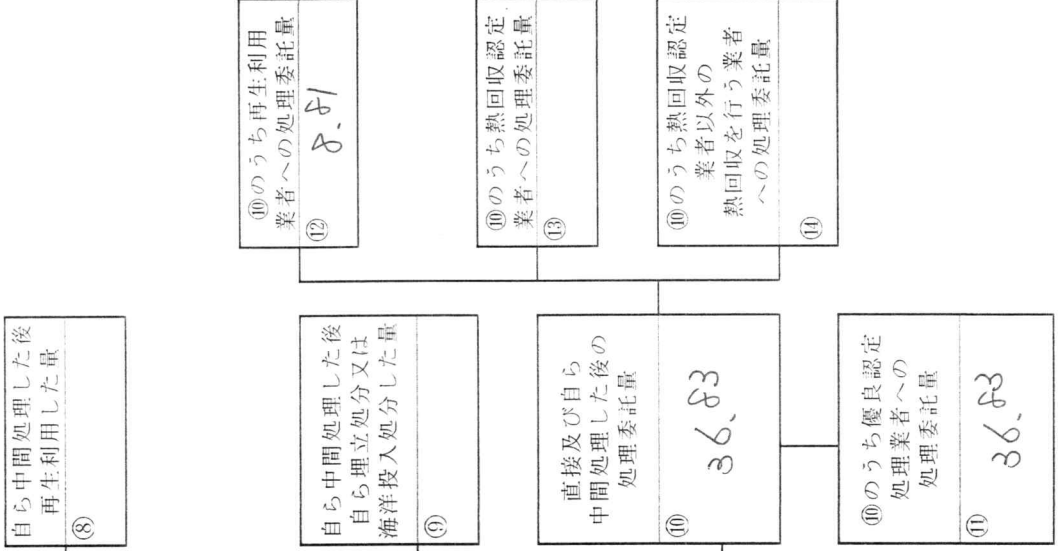 自ら中間処理した後
再生利用した量
⑧
自ら中間処理した後
自ら埋立処分又は
海洋投入処分した量
⑨
直接及び自ら
中間処理した後の
処理委託量
⑩
36.83
⑩のうち優良認定
処理業者への
処理委託量
⑪
36.83
⑩のうち再生利用
業者への処理委託量
⑫
8.81
⑩のうち熱回収認定
業者への処理委託量
⑬
⑩のうち熱回収認定
業者以外の
熱回収を行う業者
への処理委託量
⑭